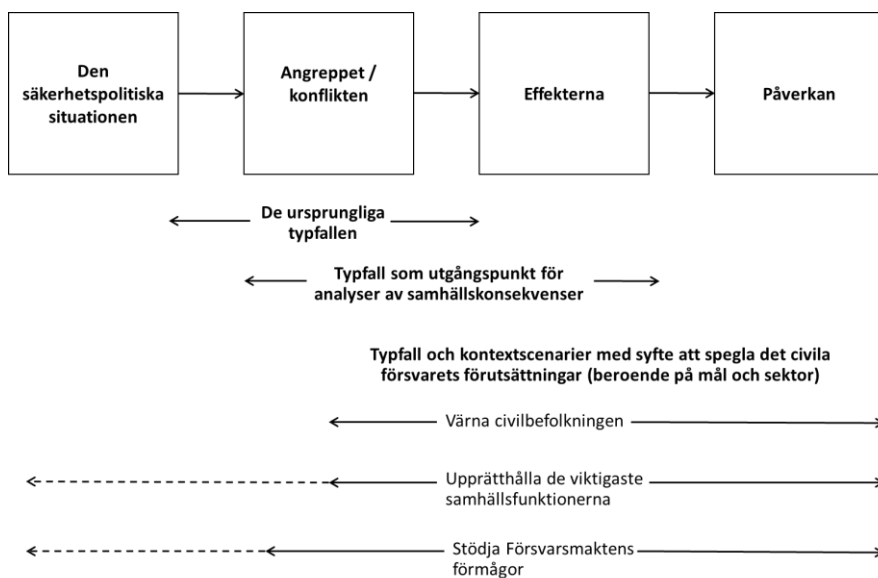 Den
säkerhetspolitiska
situationen
Angreppet /
konflikten
Effekterna
Påverkan
De ursprungliga
typfallen
Typfall som utgångspunkt för
analyser av samhällskonsekvenser
Typfall och kontextscenarier med syfte att spegla det civila
försvarets förutsättningar (beroende på mål och sektor)
Värna civilbefolkningen
Upprätthålla de viktigaste
samhällsfunktionerna
Stödja Försvarsmaktens
förmågor